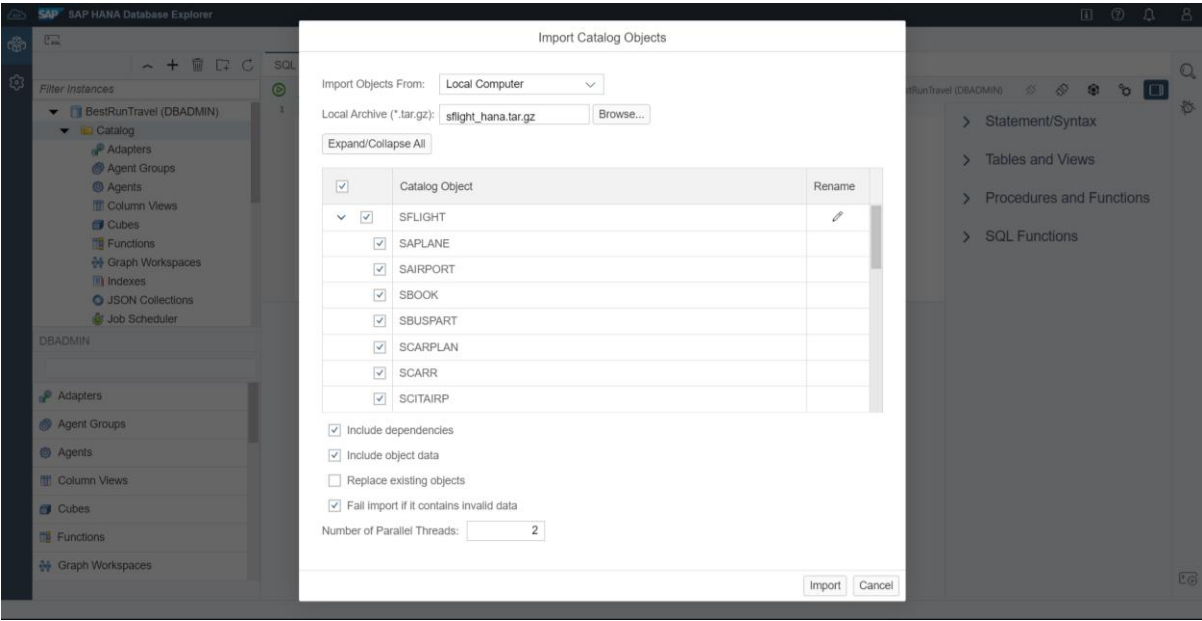 SAP SAP HANA Database Explorer
Import Catalog Objects
SQL
Filter Instances
BestRunTravel (DBADMIN)
Catalog
Adapters
Agent Groups
Agents
Column Views
Cubes
Functions
Graph Workspaces
Indexes
JSON Collections
Job Scheduler
DBADMIN
Adapters
Agent Groups
Agents
Column Views
Cubes
Functions
Graph Workspaces
SQL
1
Import Objects From: Local Computer
Local Archive (*.tar.gz): sflight_hana.tar.gz Browse...
Expand/Collapse All
Catalog Object Rename
SFLIGHT
SAPLANE
SAIRPORT
SBOOK
SBUSPART
SCARPLAN
SCARR
SCITAIRP
Include dependencies
Include object data
Replace existing objects
Fail import if it contains invalid data
Number of Parallel Threads: 2
Import Cancel
stRunTravel (DBADMIN)
Statement/Syntax
Tables and Views
Procedures and Functions
SQL Functions